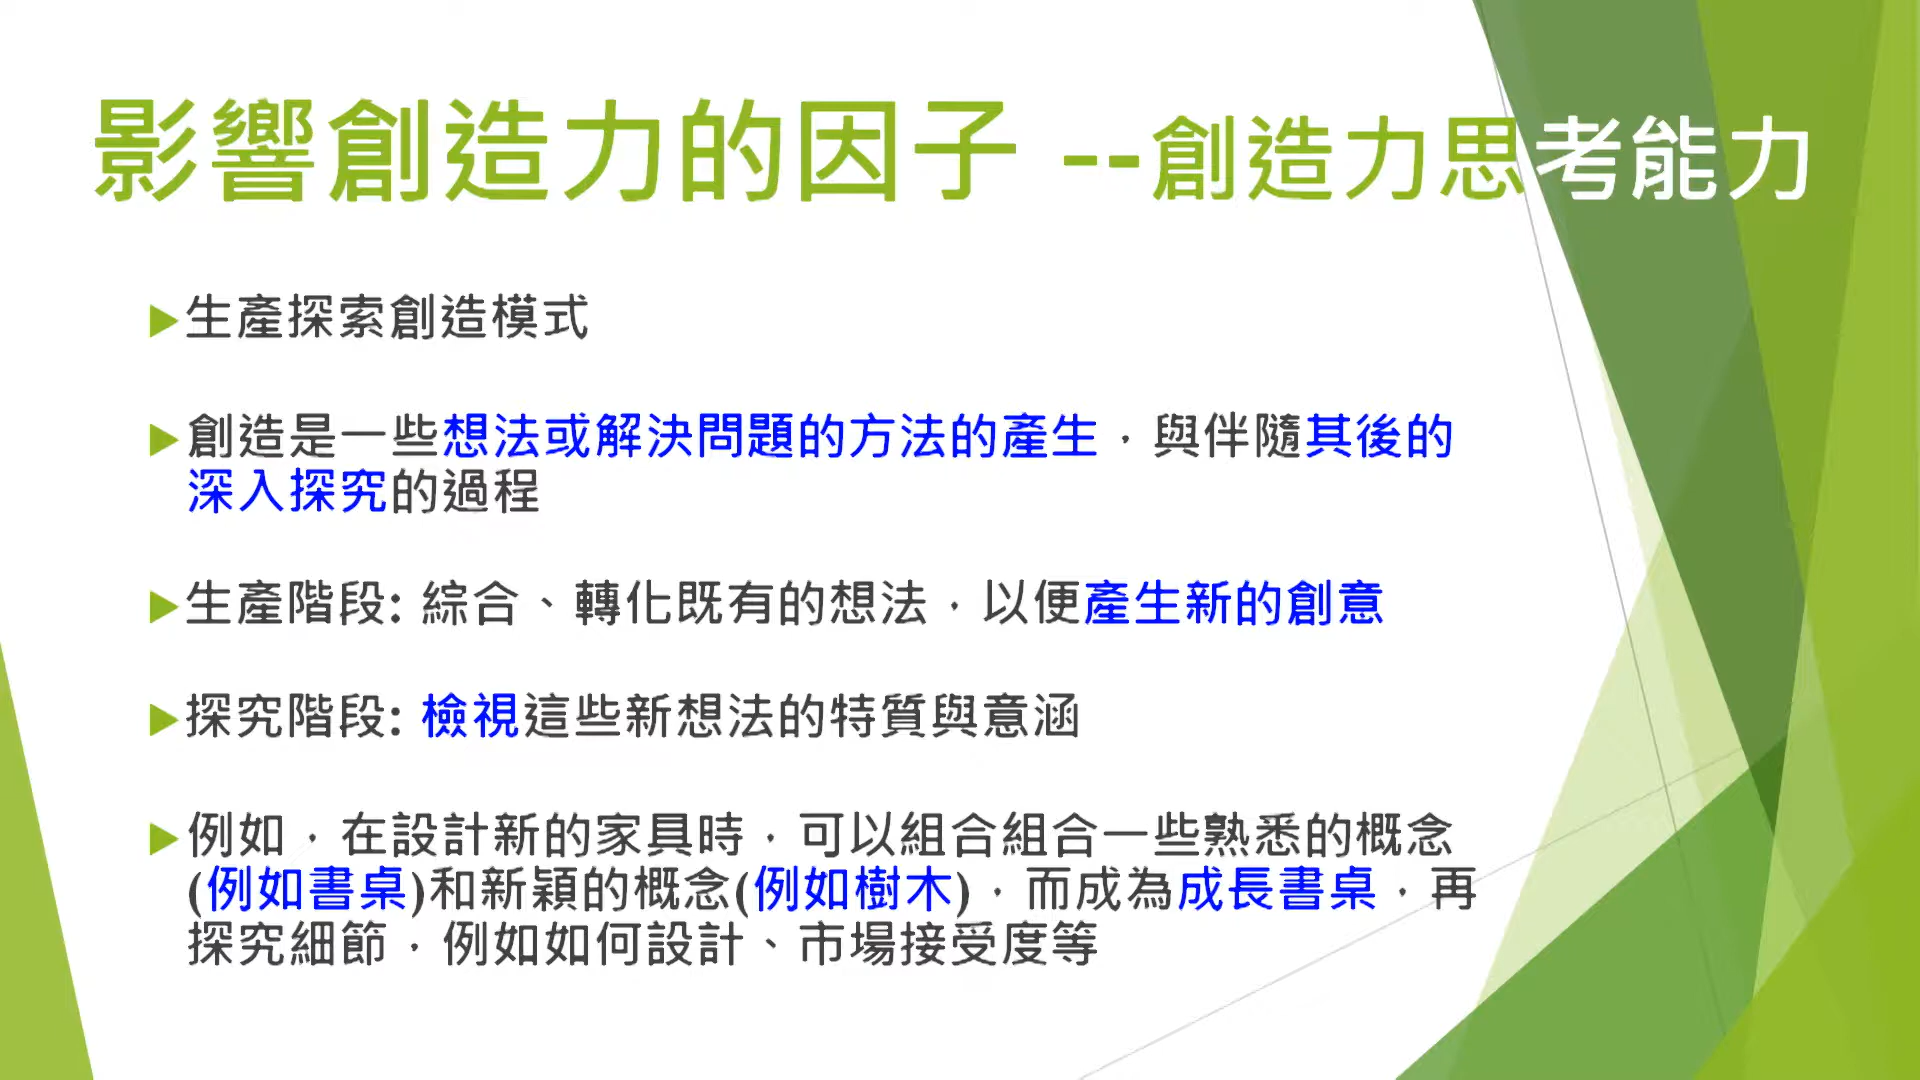 影響創造力的因子 --創造力思考能力
生產探索創造模式
創造是一些想法或解決問題的方法的產生，與伴隨其後的
深入探究的過程
生產階段: 綜合、轉化既有的想法，以便產生新的創意
探究階段: 檢視這些新想法的特質與意涵
例如，在設計新的家具時，可以組合組合一些熟悉的概念
(例如書桌)和新穎的概念(例如樹木)，而成為成長書桌，再
探究細節，例如如何設計、市場接受度等